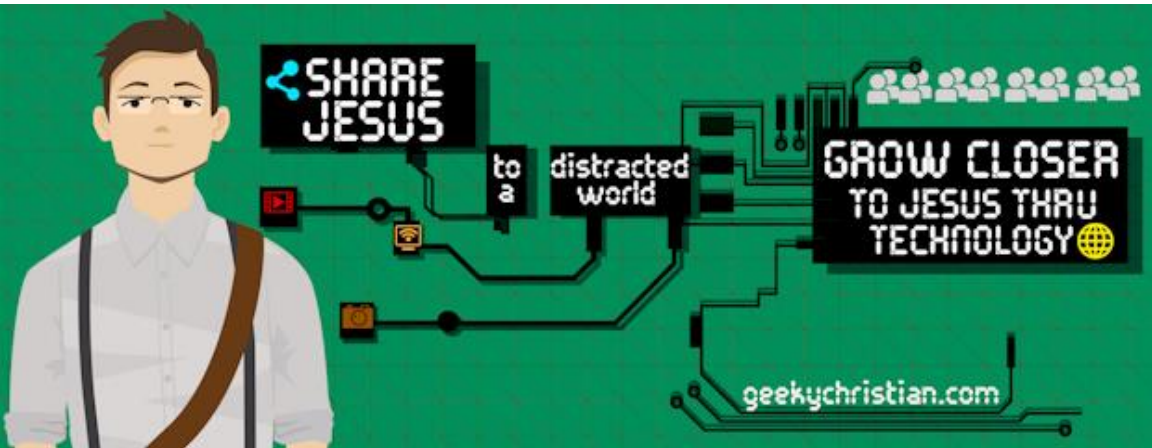 SHARE
JESUS
to
a
distracted
world
GROW CLOSER
TO JESUS THRU
TECHNOLOGY
geekychristian.com